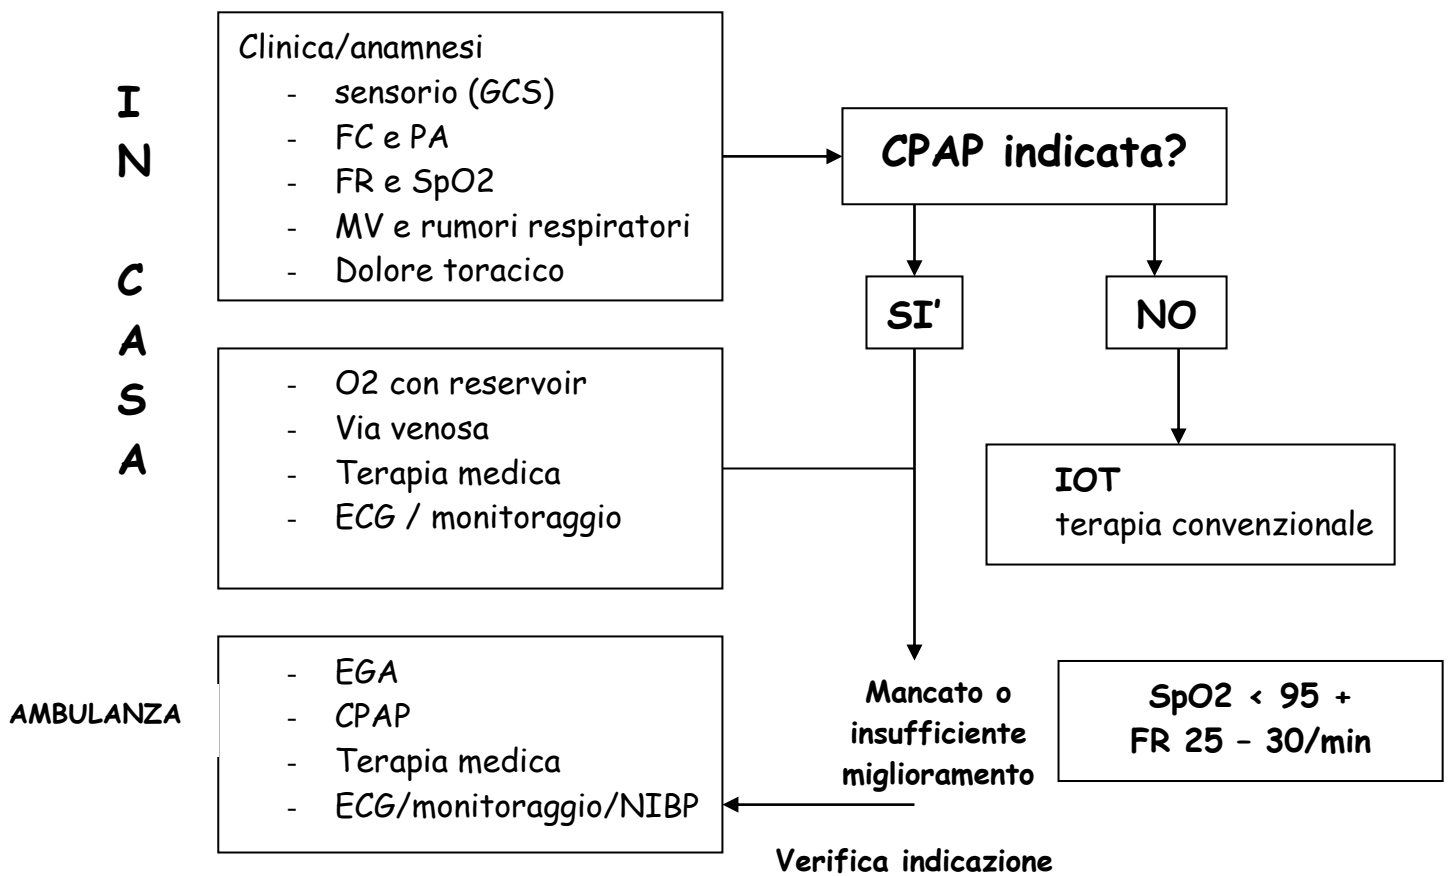 I
N
C
A
S
A
Clinica/anamnesi
- sensorio (GCS)
- FC e PA
- FR e SpO2
- MV e rumori respiratori
- Dolore toracico
CPAP indicata?
SI'
NO
- O2 con reservoir
- Via venosa
- Terapia medica
- ECG / monitoraggio
IOT
terapia convenzionale
AMBULANZA
- EGA
- CPAP
- Terapia medica
- ECG/monitoraggio/NIBP
Mancato o
insufficiente
miglioramento
SpO2 < 95 +
FR 25 – 30/min
Verifica indicazione